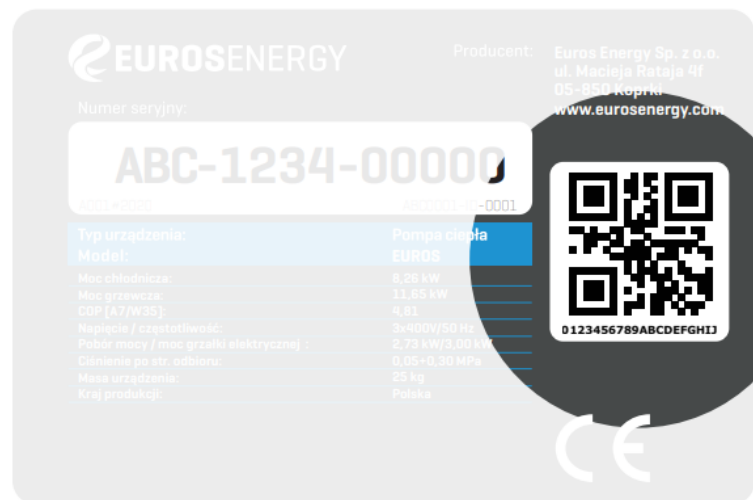 EUROSENERGY
Producent:
Euros Energy Sp. z o.o.
ul. Macieja Rataja 4f
05-850 Koprki
www.eurosenergy.com
Numer seryjny:
ABC-1234-00000
-0001
Typ urządzenia: Pompa ciepła
Model: EUROS
Moc chłodnicza: 8,26 kW
Moc grzewcza: 11,65 kW
COP [A7/W35]: 4,81
Napięcie / częstotliwość: 3x400V/50 Hz
Pobór mocy / moc grzałki elektrycznej : 2,73 kW/3,00 kW
Ciśnienie po str. odbioru: 0,05÷0,30 MPa
Masa urządzenia: 25 kg
Kraj produkcji: Polska
0123456789ABCDEFGHIJ
CE